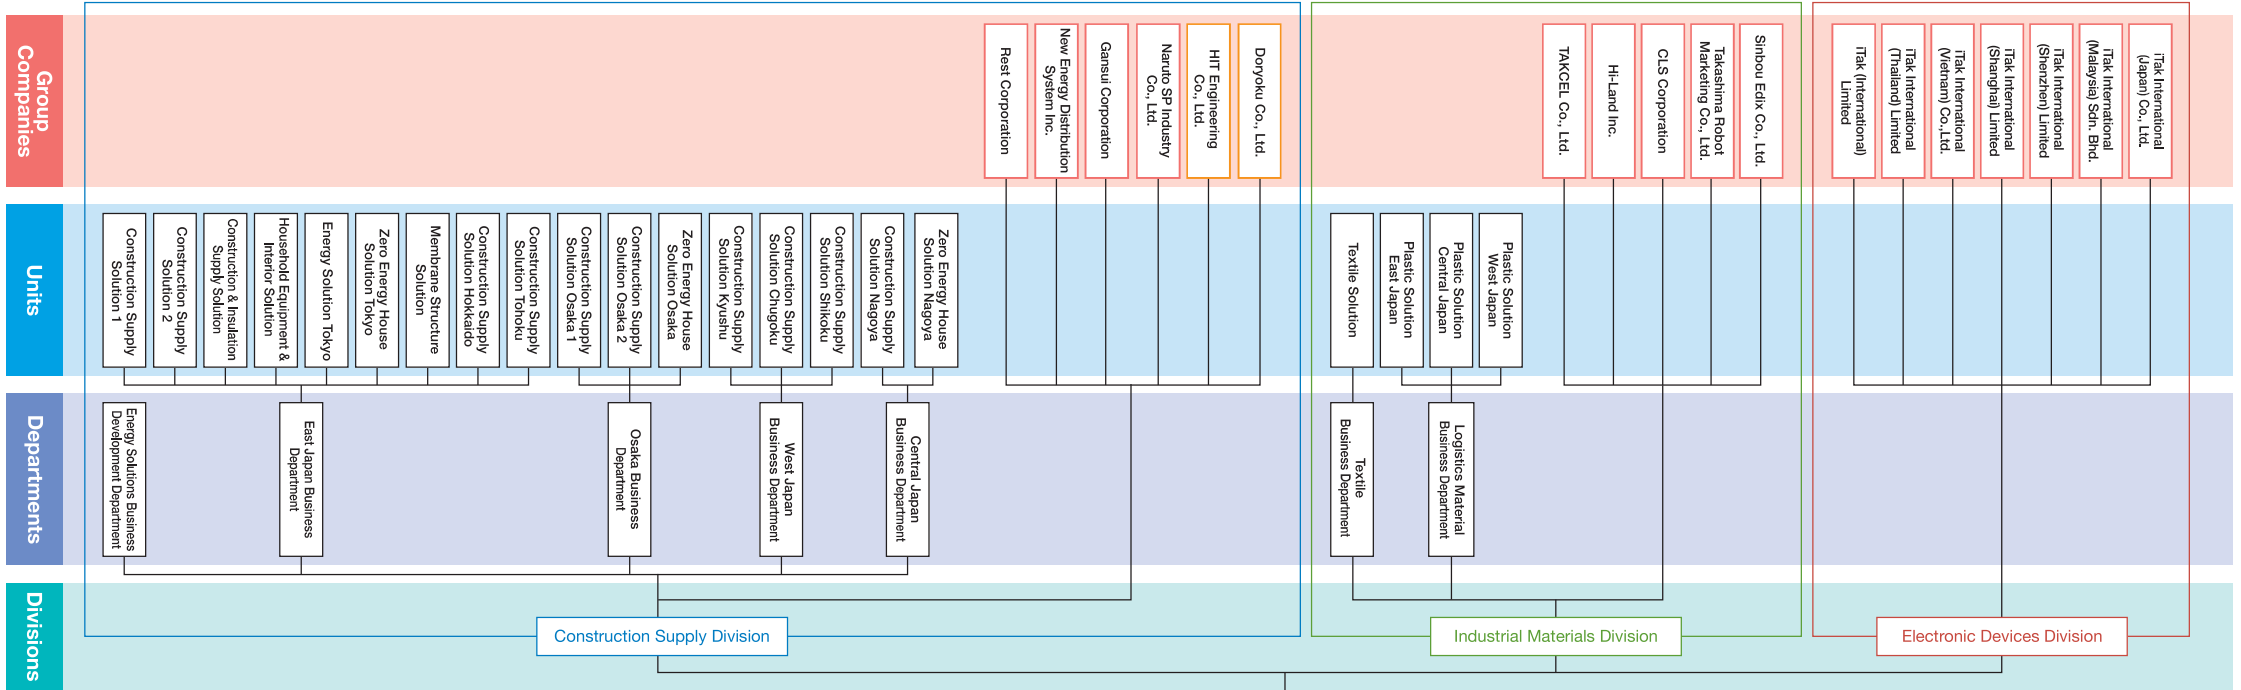 Group
Companies
Rest Corporation
New Energy Distribution
System Inc.
Gansui Corporation
Naruto SP Industry
Co., Ltd.
HIT Engineering
Co., Ltd.
Doryoku Co., Ltd.
TAKCEL Co., Ltd.
Hi-Land Inc.
CLS Corporation
Takashima Robot
Marketing Co., Ltd.
Sinbou Edix Co., Ltd.
iTak (International)
Limited
iTak International
(Thailand) Limited
iTak International
(Vietnam) Co.,Ltd.
iTak International
(Shanghai) Limited
iTak International
(Shenzhen) Limited
iTak International
(Malaysia) Sdn. Bhd.
iTak International
(Japan) Co., Ltd.
Units
Construction Supply
Solution 1
Construction Supply
Solution 2
Construction & Insulation
Supply Solution
Household Equipment &
Interior Solution
Energy Solution Tokyo
Zero Energy House
Solution Tokyo
Membrane Structure
Solution
Construction Supply
Solution Hokkaido
Construction Supply
Solution Tohoku
Construction Supply
Solution Osaka 1
Construction Supply
Solution Osaka 2
Zero Energy House
Solution Osaka
Construction Supply
Solution Kyushu
Construction Supply
Solution Chugoku
Construction Supply
Solution Shikoku
Construction Supply
Solution Nagoya
Zero Energy House
Solution Nagoya
Textile Solution
Plastic Solution
East Japan
Plastic Solution
Central Japan
Plastic Solution
West Japan
Departments
Energy Solutions Business
Development Department
East Japan Business
Department
Osaka Business
Department
West Japan
Business Department
Central Japan
Business Department
Textile
Business Department
Logistics Material
Business Department
Divisions
Construction Supply Division
Industrial Materials Division
Electronic Devices Division